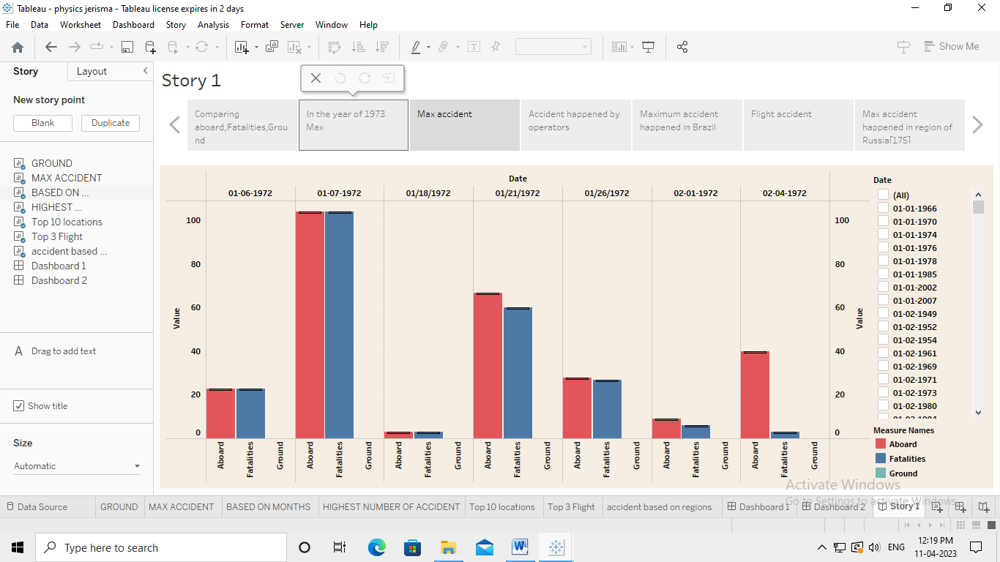 Tableau - physics jerisma - Tableau license expires in 2 days
File Data Worksheet Dashboard Story Analysis Format Server Window Help
Show Me
Story Layout
New story point
Blank Duplicate
GROUND
MAX ACCIDENT
BASED ON ...
HIGHEST ...
Top 10 locations
Top 3 Flight
accident based ...
Dashboard 1
Dashboard 2
A Drag to add text
Show title
Size
Automatic
Story 1
Comparing
aboard,Fatalities,Grou
nd
In the year of 1973
Max
Max accident
Accident happened by
operators
Maximum accident
happened in Brazil
Flight accident
Max accident
happened in region of
Russia[175]
Date
01-06-1972 01-07-1972 01/18/1972 01/21/1972 01/26/1972 02-01-1972 02-04-1972
100 100
80 80
60 60
Value Value
40 40
20 20
0 0
Aboard Fatalities Ground Aboard Fatalities Ground Aboard Fatalities Ground Aboard Fatalities Ground Aboard Fatalities Ground Aboard Fatalities Ground Aboard Fatalities Ground
Date
(All)
01-01-1966
01-01-1970
01-01-1974
01-01-1976
01-01-1978
01-01-1985
01-01-2002
01-01-2007
01-02-1949
01-02-1952
01-02-1954
01-02-1961
01-02-1969
01-02-1971
01-02-1973
01-02-1980
Measure Names
Aboard
Fatalities
Ground
Activate Windows
Go to Settings to activate Windows.
Data Source GROUND MAX ACCIDENT BASED ON MONTHS HIGHEST NUMBER OF ACCIDENT Top 10 locations Top 3 Flight accident based on regions Dashboard 1 Dashboard 2 Story 1
Type here to search
ENG
12:19 PM
11-04-2023